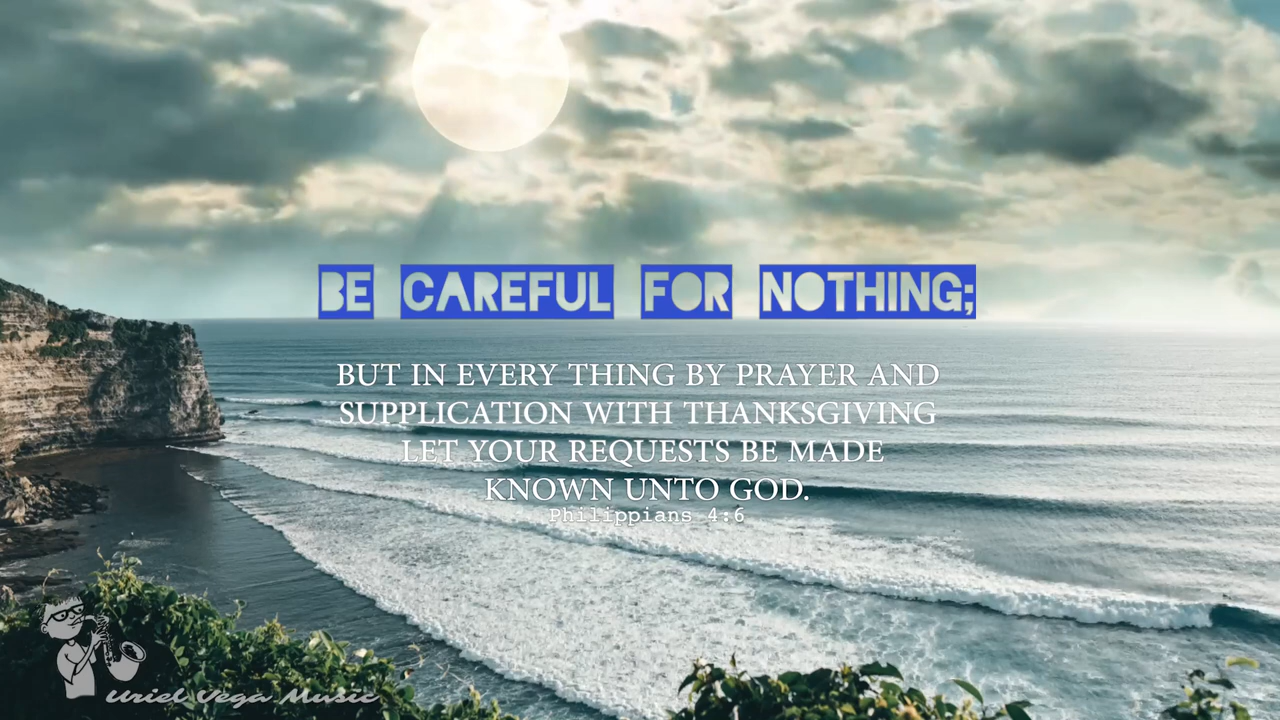 BE CAREFUL FOR NOTHING;
BUT IN EVERY THING BY PRAYER AND
SUPPLICATION WITH THANKSGIVING
LET YOUR REQUESTS BE MADE
KNOWN UNTO GOD.
Philippians 4:6
Uriel Vega Music